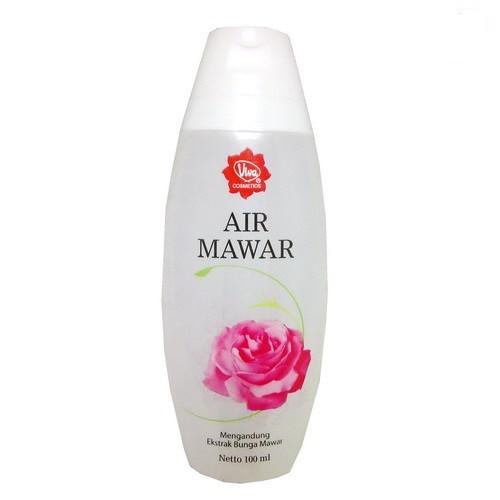 Viva
®
COSMETICS
AIR
MAWAR
Mengandung
Ekstrak Bunga Mawar
Netto 100 ml